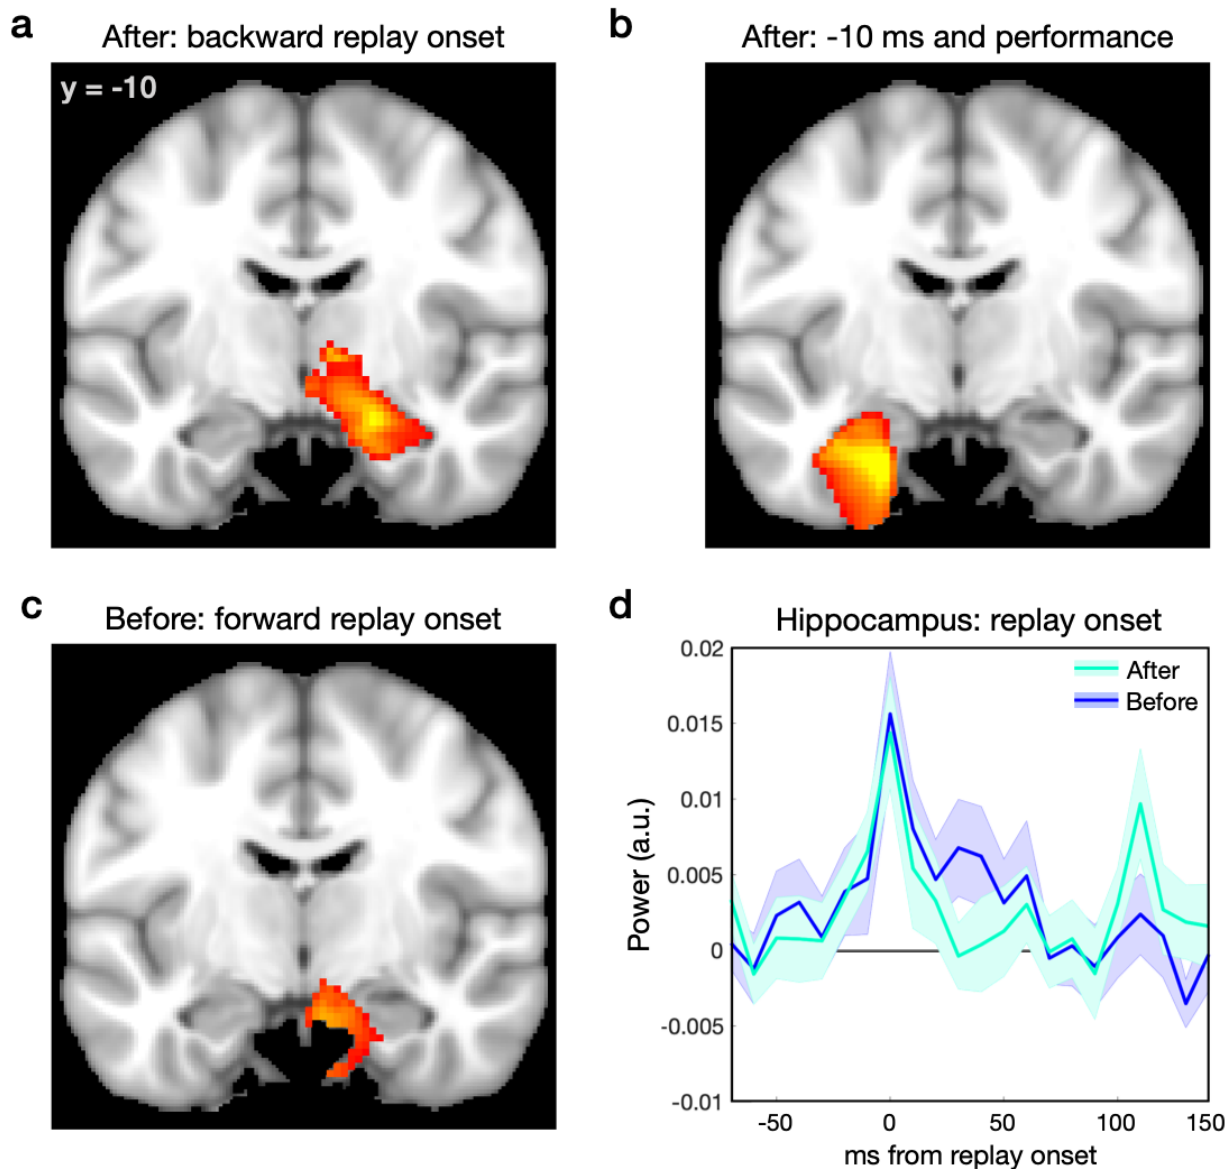 a
After: backward replay onset
y = -10
b
After: -10 ms and performance
c
Before: forward replay onset
d
Hippocampus: replay onset
After
Before
Power (a.u.)
0.02
0.015
0.01
0.005
0
-0.005
-0.01
-50
0
50
100
150
ms from replay onset